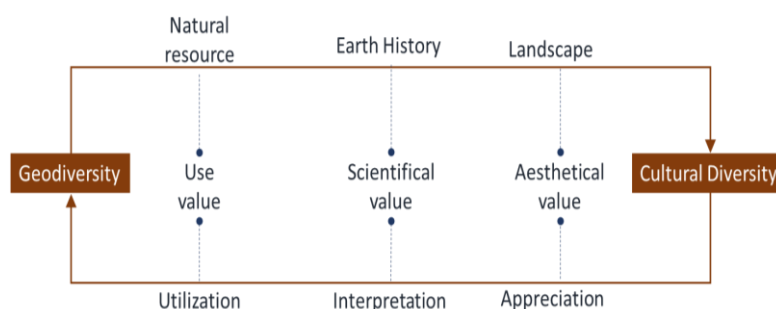 Natural
resource
Earth History
Landscape
Geodiversity
Use
value
Scientifical
value
Aesthetical
value
Cultural Diversity
Utilization
Interpretation
Appreciation